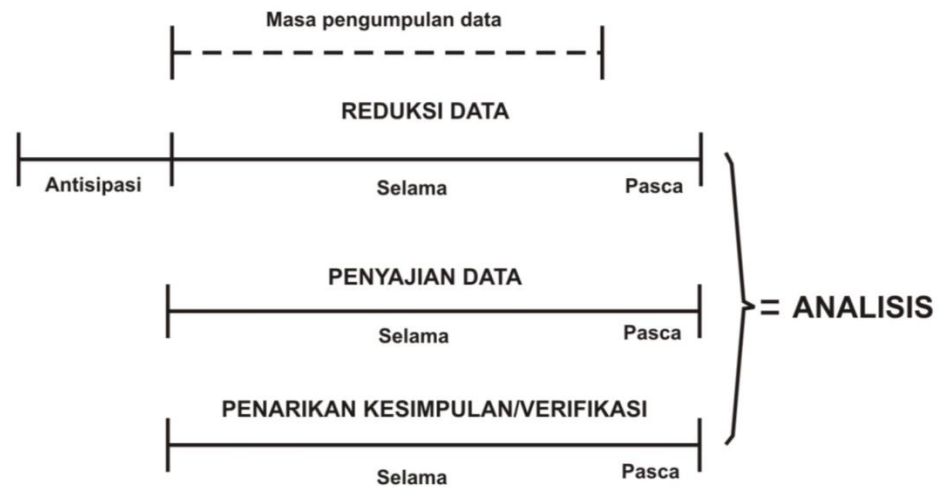 Masa pengumpulan data
REDUKSI DATA
Antisipasi
Selama
Pasca
PENYAJIAN DATA
Selama
Pasca
= ANALISIS
PENARIKAN KESIMPULAN/VERIFIKASI
Selama
Pasca